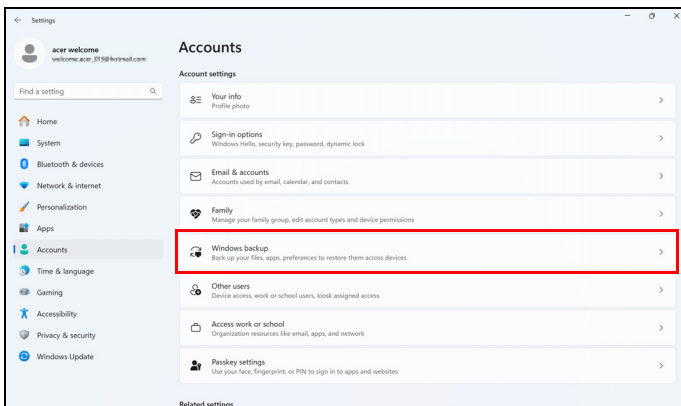 Settings
acer welcome
Find a setting
Home
System
Bluetooth & devices
Network & internet
Personalization
Apps
Accounts
Time & language
Gaming
Accessibility
Privacy & security
Windows Update
Accounts
Account settings
Your info
Profile photo
Sign-in options
Windows Hello, security key, password, dynamic lock
Email & accounts
Accounts used by email, calendar, and contacts
Family
Manage your family group, edit account types and device permissions
Windows backup
Back up your files, apps, preferences to restore them across devices
Other users
Device access, work or school users, kiosk assigned access
Access work or school
Organization resources like email, apps, and network
Passkey settings
Use your face, fingerprint, or PIN to sign in to apps and websites
Related settings